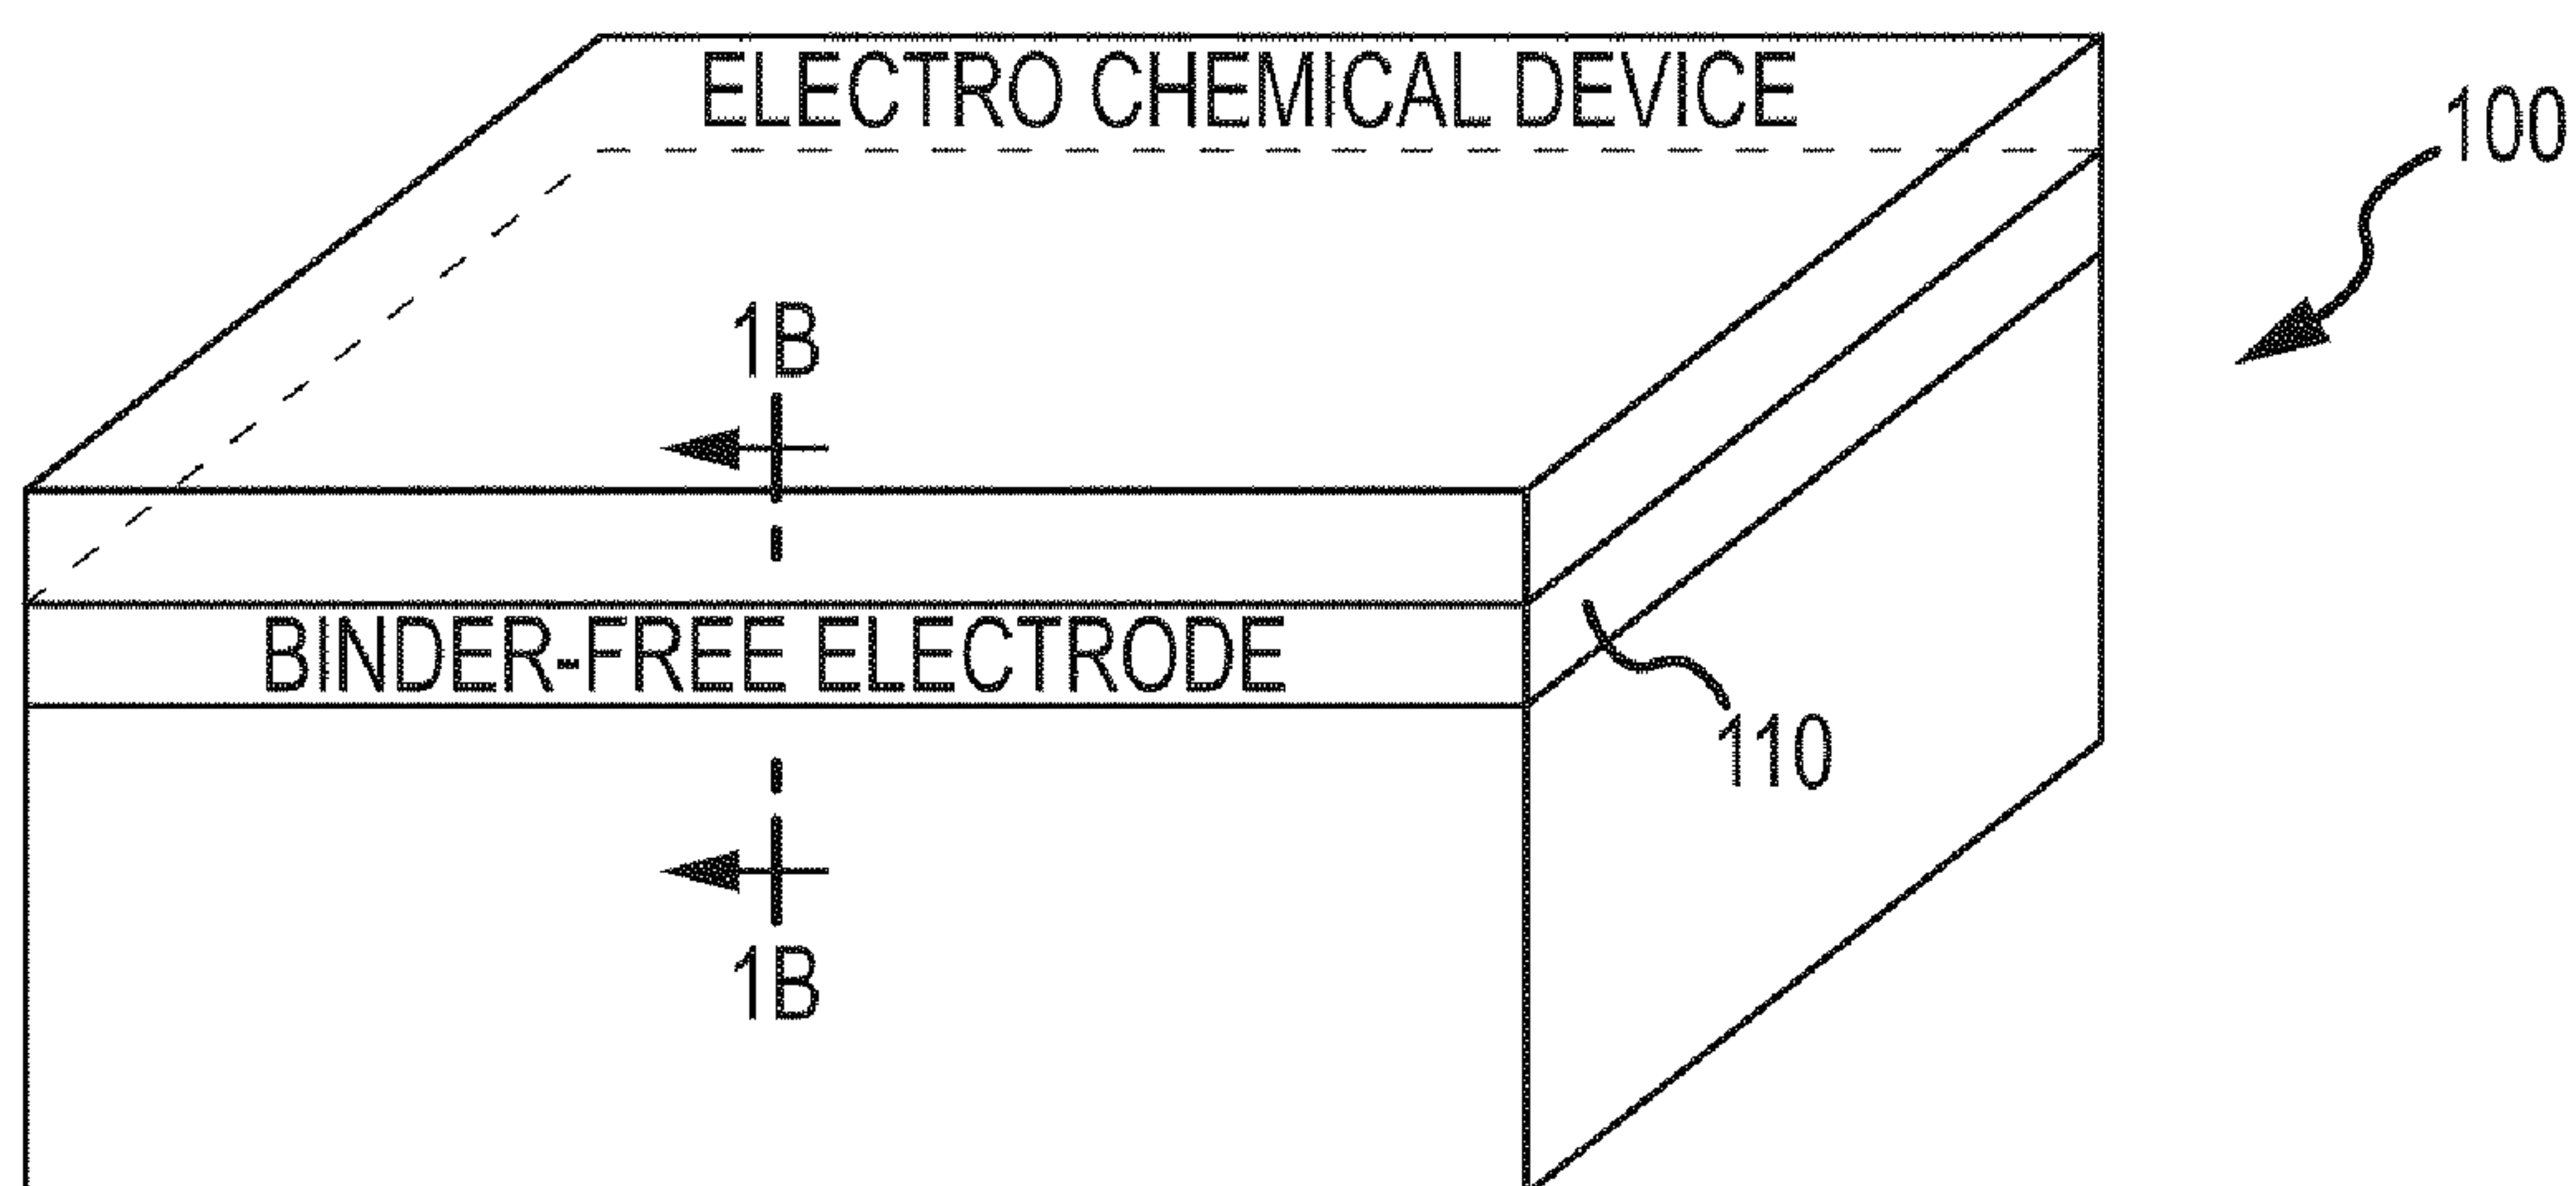 ELECTRO CHEMICAL DEVICE
100
1B
BINDER-FREE ELECTRODE
110
1B